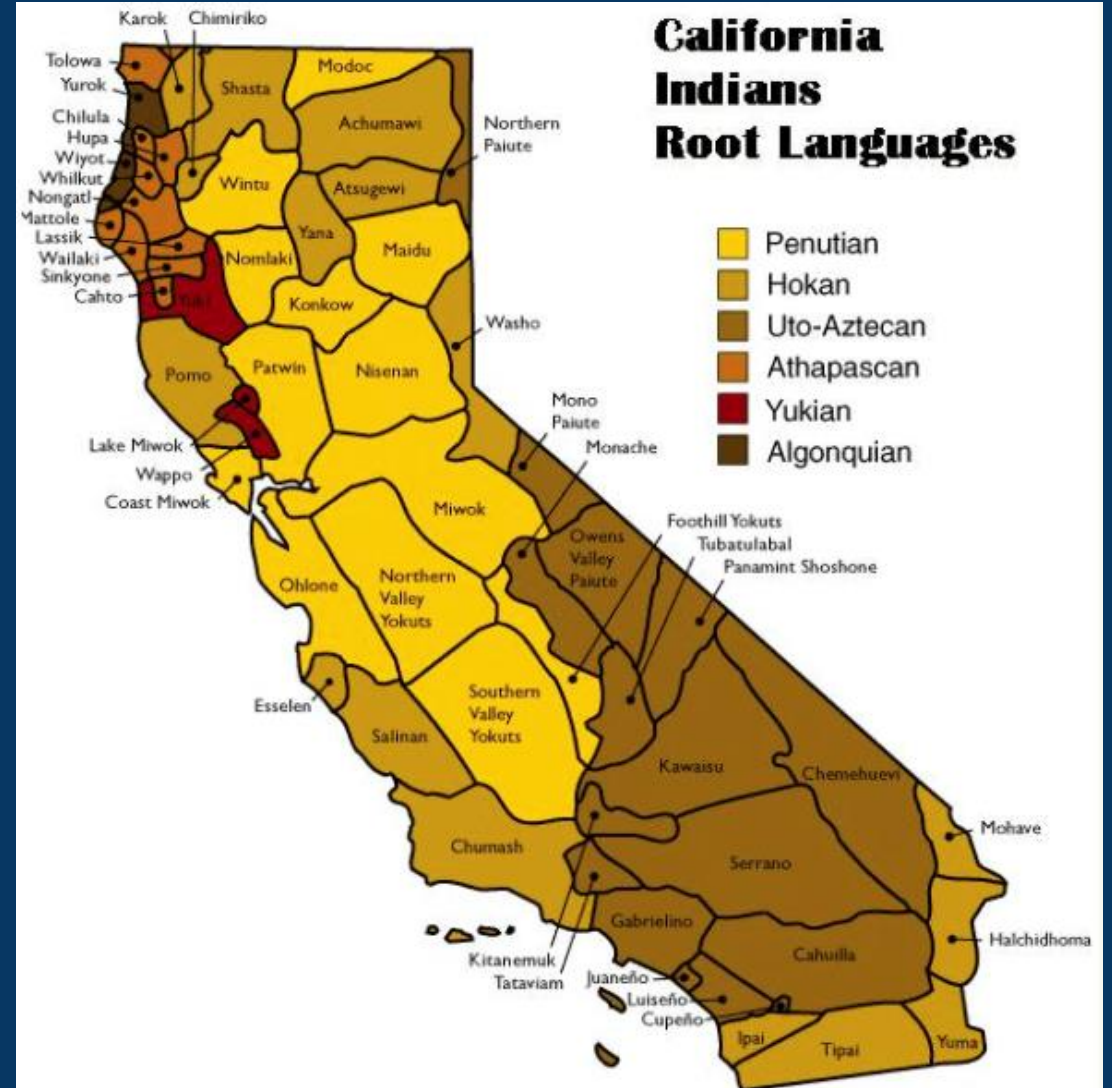 California
Indians
Root Languages
Penutian
Hokan
Uto-Aztecan
Athapascan
Yukian
Algonquian
Karok
Chimiriko
Tolowa
Yurok
Chilula
Hupa
Wiyot
Whilkut
Nongatl
Mattole
Lassik
Wailaki
Sinkyone
Cahto
Yuki
Shasta
Modoc
Achumawi
Northern
Paiute
Wintu
Atsugewi
Yana
Maidu
Nomlaki
Konkow
Washo
Pomo
Patwin
Nisenan
Mono
Paiute
Monache
Lake Miwok
Wappo
Coast Miwok
Miwok
Foothill Yokuts
Tubatulabal
Panamint Shoshone
Owens
Valley
Paiute
Ohlone
Northern
Valley
Yokuts
Esselen
Salinan
Southern
Valley
Yokuts
Kawaisu
Chemehuevi
Mohave
Chumash
Serrano
Gabrielino
Halchidhoma
Cahuilla
Kitanemuk
Tataviam
Juaneño
Luiseño
Cupeño
Ipai
Tipai
Yuma